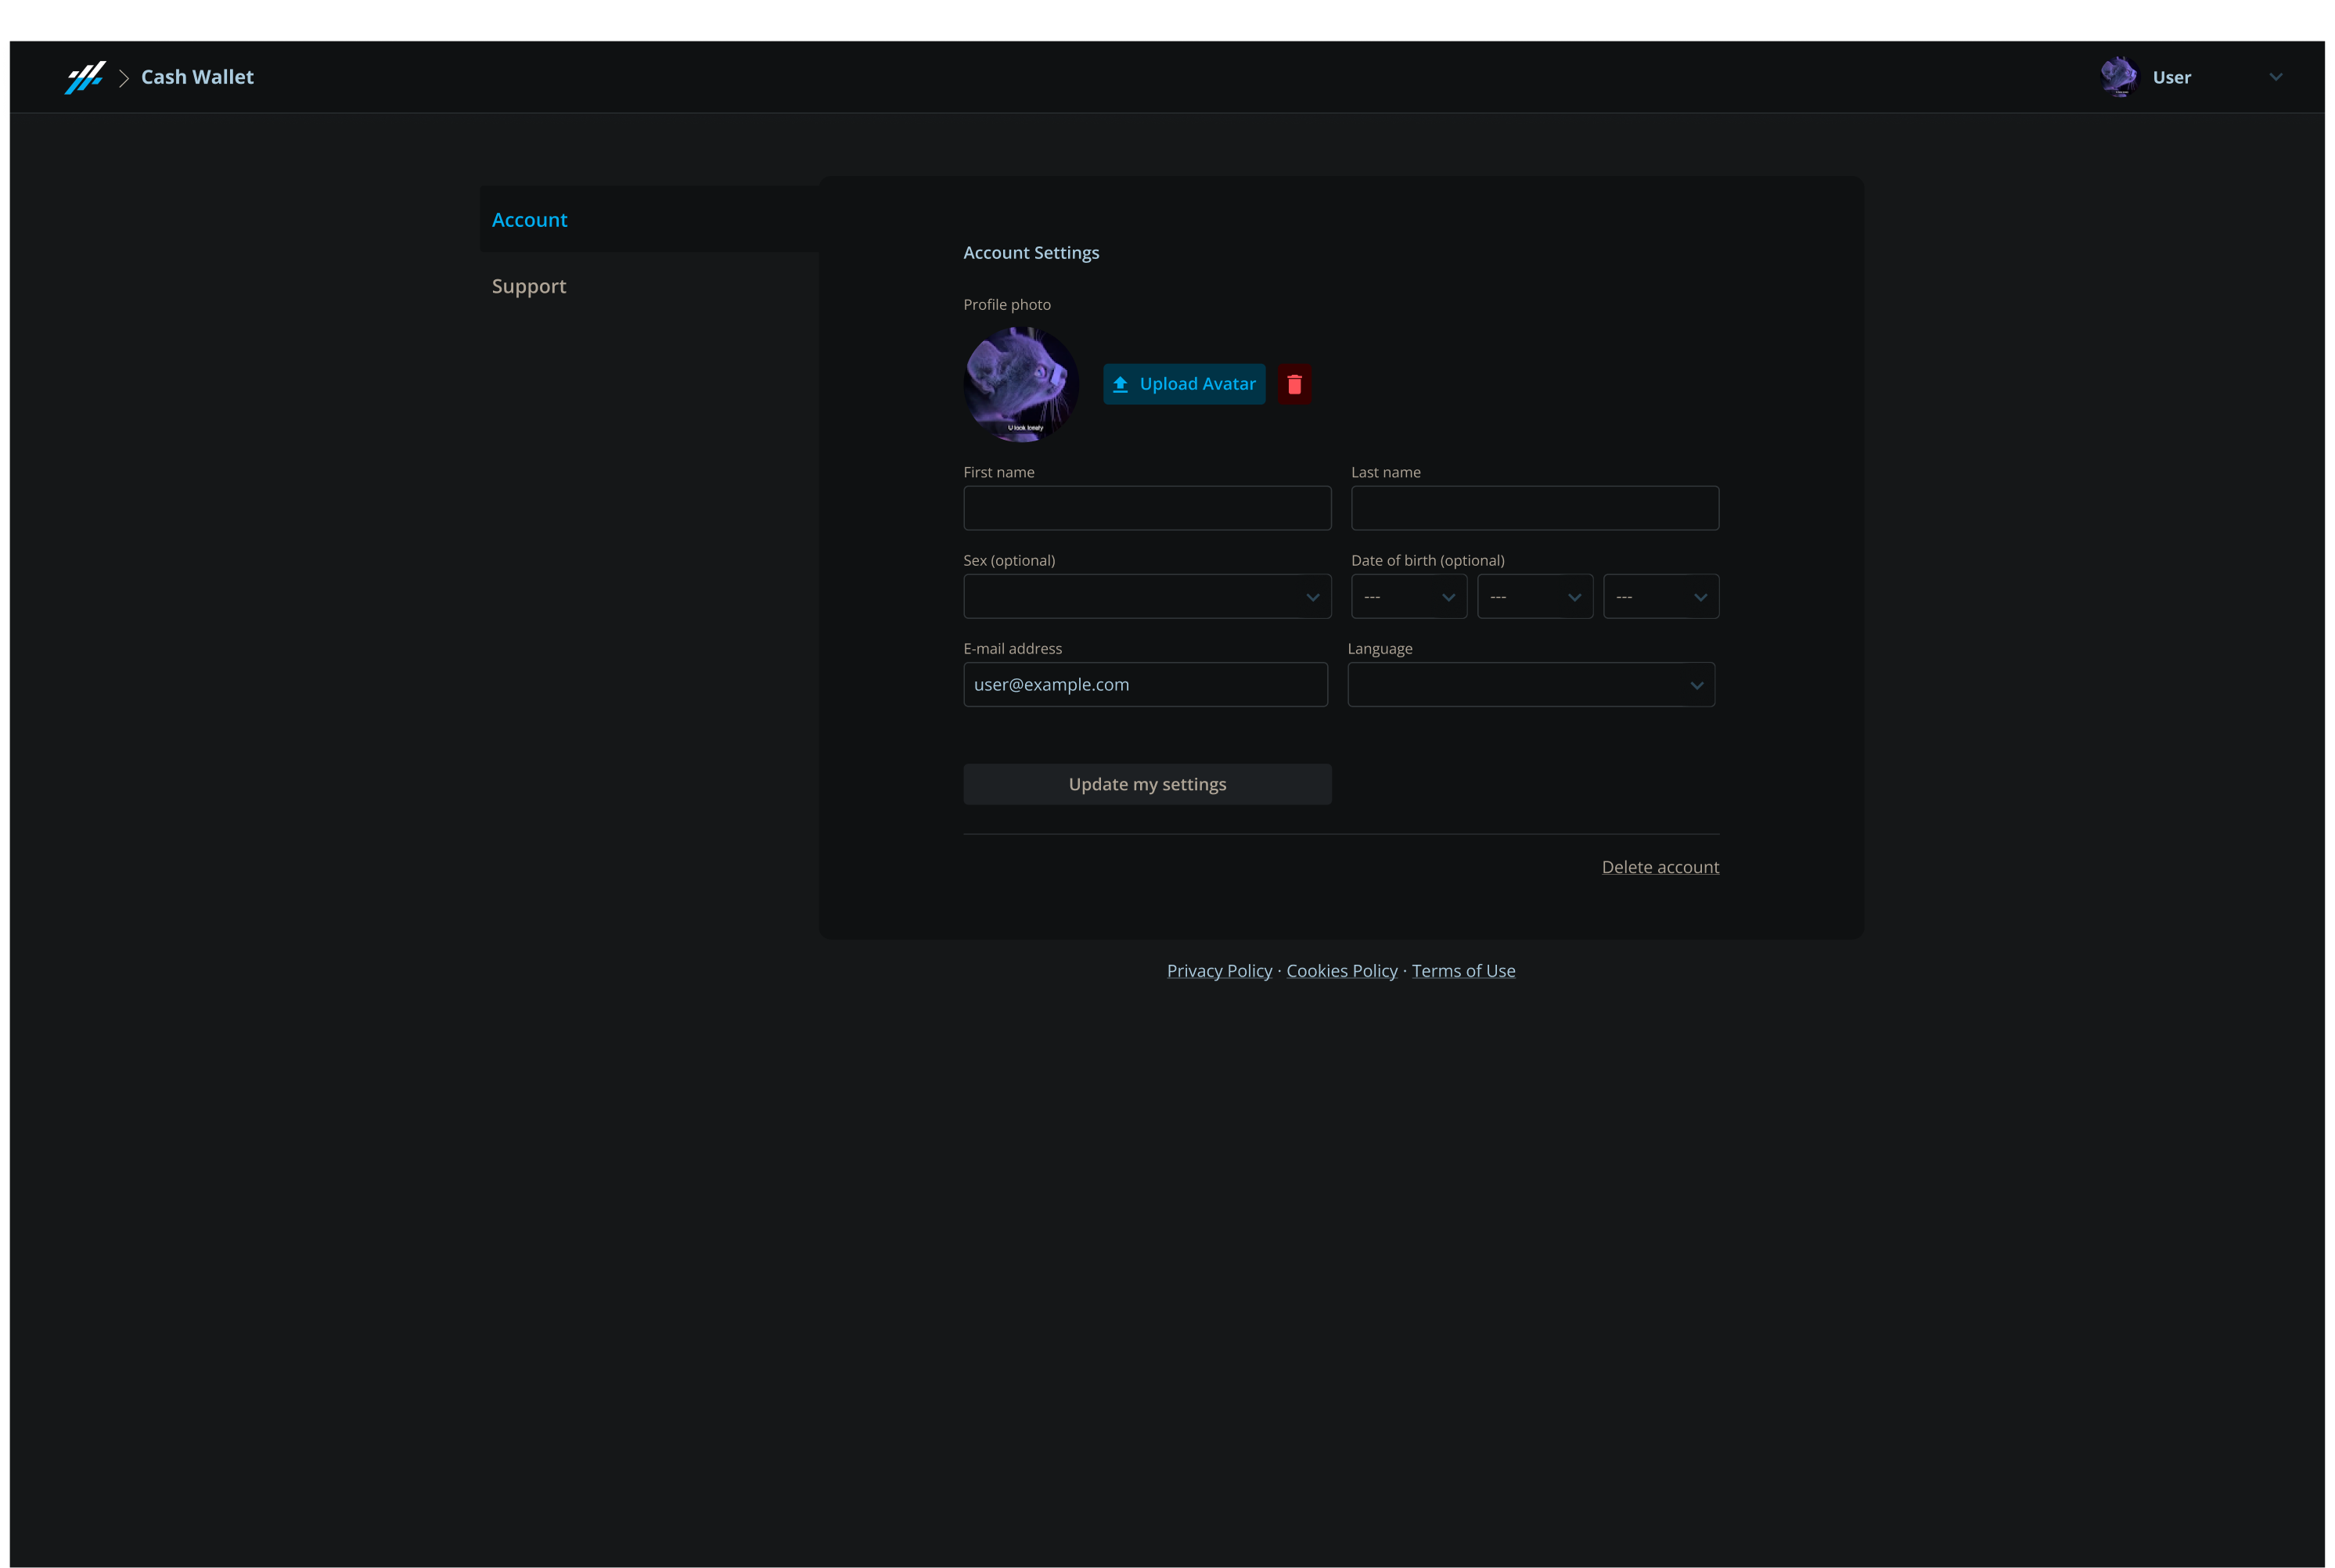 Cash Wallet
User
Account
Support
Account Settings
Profile photo
U look lonely
Upload Avatar
First name
Last name
Sex (optional)
Date of birth (optional)
--- --- ---
E-mail address
Language
user@example.com
Update my settings
Delete account
Privacy Policy · Cookies Policy · Terms of Use